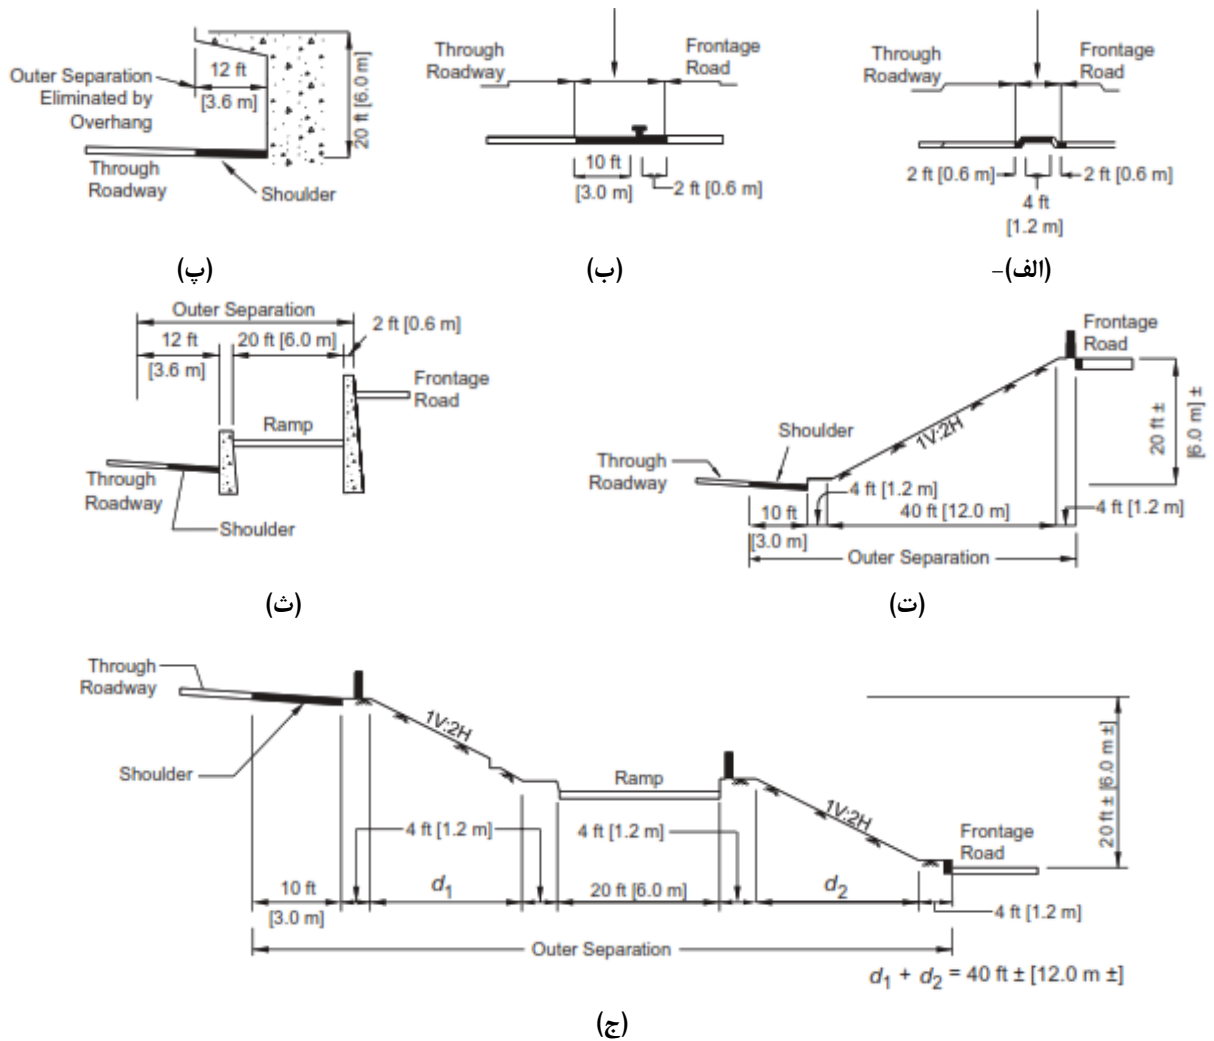 12 ft
[3.6 m]
20 ft [6.0 m]
Outer Separation
Eliminated by
Overhang
Through
Roadway
Shoulder
(پ)
Through
Roadway
Frontage
Road
10 ft
[3.0 m]
2 ft [0.6 m]
(ب)
Through
Roadway
Frontage
Road
2 ft [0.6 m]
4 ft
[1.2 m]
2 ft [0.6 m]
(الف)-
Outer Separation
12 ft
[3.6 m]
20 ft [6.0 m]
2 ft [0.6 m]
Frontage
Road
Ramp
Through
Roadway
Shoulder
(ث)
Frontage
Road
Shoulder
1V:2H
20 ft ±
[6.0 m] ±
Through
Roadway
4 ft [1.2 m]
10 ft
[3.0 m]
40 ft [12.0 m]
4 ft [1.2 m]
Outer Separation
(ت)
Through
Roadway
1V:2H
Shoulder
Ramp
1V:2H
20 ft ± [6.0 m ±]
4 ft [1.2 m]
4 ft [1.2 m]
Frontage
Road
10 ft
[3.0 m]
d1
20 ft [6.0 m]
d2
4 ft [1.2 m]
Outer Separation
d1 + d2 = 40 ft ± [12.0 m ±]
(ج)